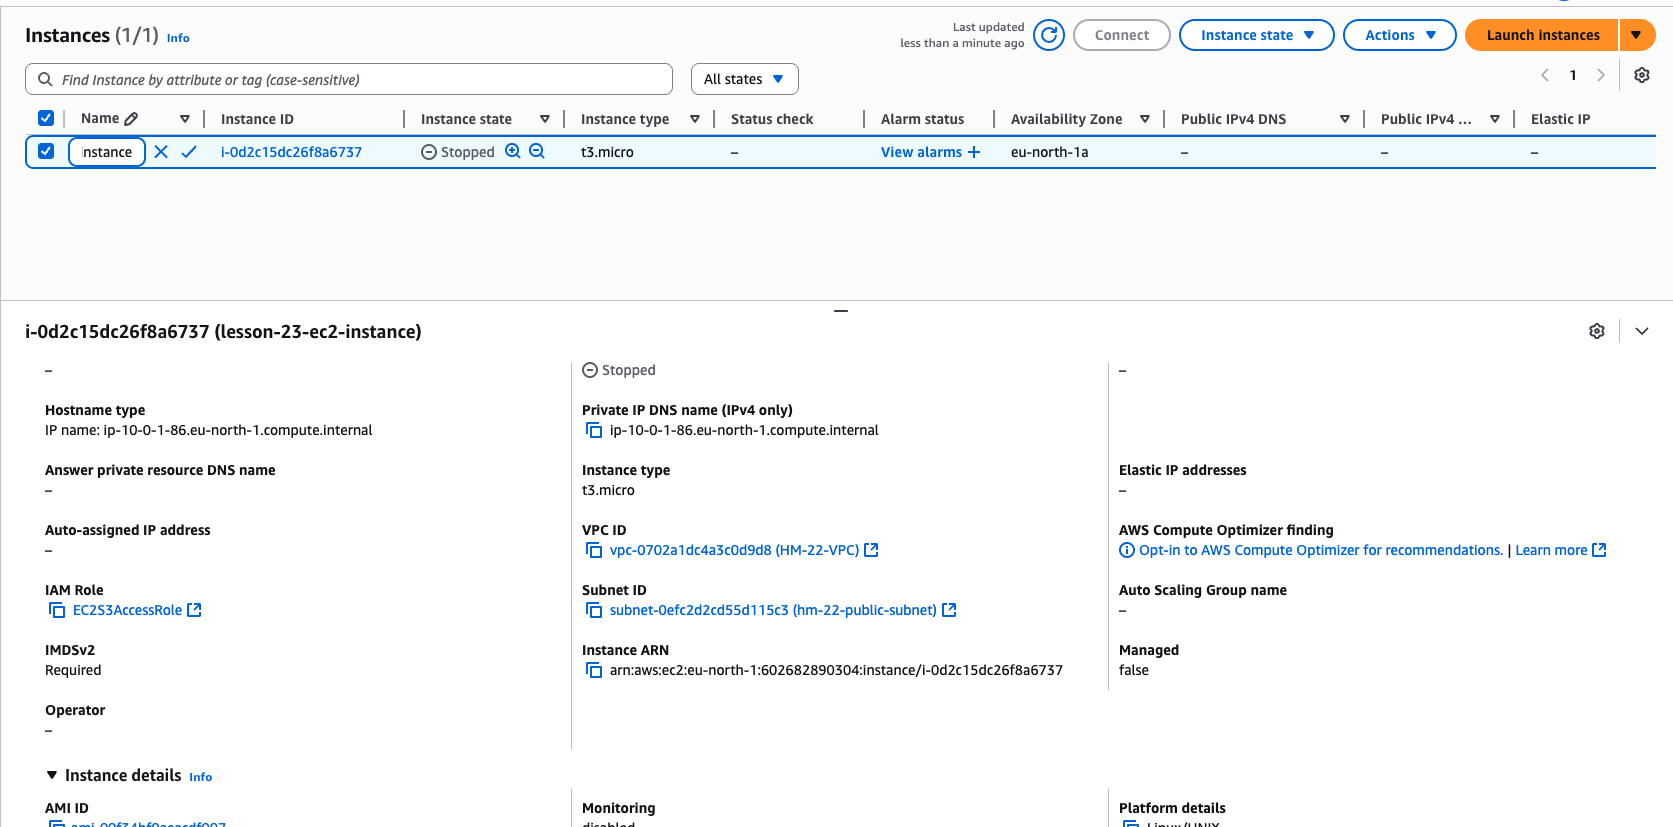 Instances (1/1) Info
Last updated
less than a minute ago
Connect
Instance state
Actions
Launch instances
Find Instance by attribute or tag (case-sensitive)
All states
1
Name Instance ID Instance state Instance type Status check Alarm status Availability Zone Public IPv4 DNS Public IPv4 ... Elastic IP
instance i-0d2c15dc26f8a6737 Stopped t3.micro – View alarms + eu-north-1a – – –
i-0d2c15dc26f8a6737 (lesson-23-ec2-instance)
– Stopped –
Hostname type
IP name: ip-10-0-1-86.eu-north-1.compute.internal
Private IP DNS name (IPv4 only)
ip-10-0-1-86.eu-north-1.compute.internal
Answer private resource DNS name
–
Instance type
t3.micro
Elastic IP addresses
–
Auto-assigned IP address
–
VPC ID
vpc-0702a1dc4a3c0d9d8 (HM-22-VPC)
AWS Compute Optimizer finding
Opt-in to AWS Compute Optimizer for recommendations. | Learn more
IAM Role
EC2S3AccessRole
Subnet ID
subnet-0efc2d2cd55d115c3 (hm-22-public-subnet)
Auto Scaling Group name
–
IMDSv2
Required
Instance ARN
arn:aws:ec2:eu-north-1:602682890304:instance/i-0d2c15dc26f8a6737
Managed
false
Operator
–
Instance details Info
AMI ID
Monitoring
disabled
Platform details
Linux/UNIX